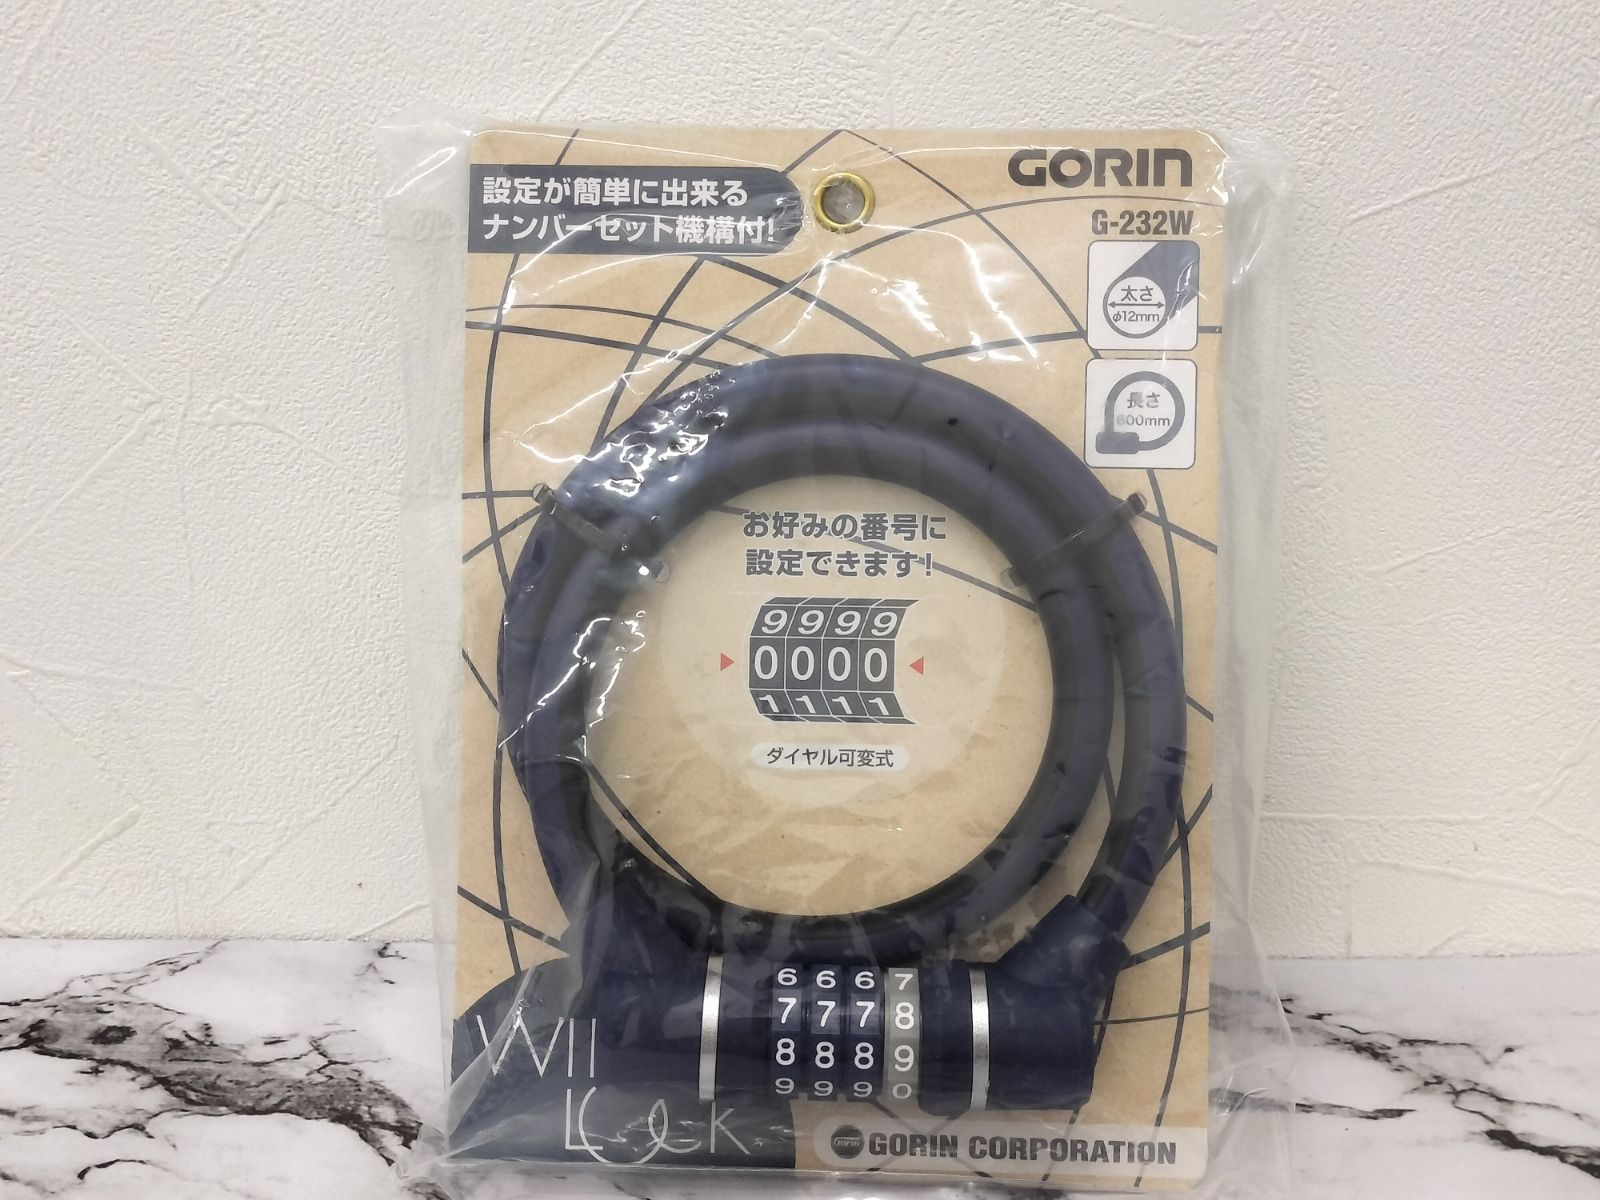 設定が簡単に出来る
ナンバーセット機構付!
GORIN
G-232W
太さ
φ12mm
長さ
600mm
お好みの番号に
設定できます!
9999
0000
1111
ダイヤル可変式
6667
7778
8889
9990
WII
LOCK
Gorin
GORIN CORPORATION